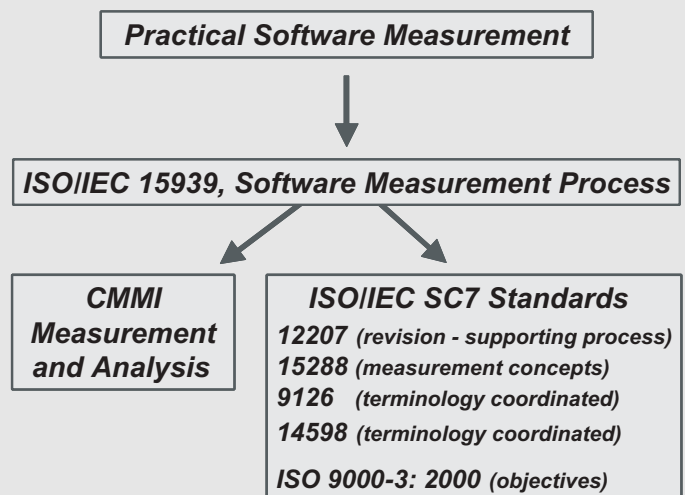 Practical Software Measurement
ISO/IEC 15939, Software Measurement Process
CMMI
Measurement
and Analysis
ISO/IEC SC7 Standards
12207 (revision - supporting process)
15288 (measurement concepts)
9126 (terminology coordinated)
14598 (terminology coordinated)
ISO 9000-3: 2000 (objectives)